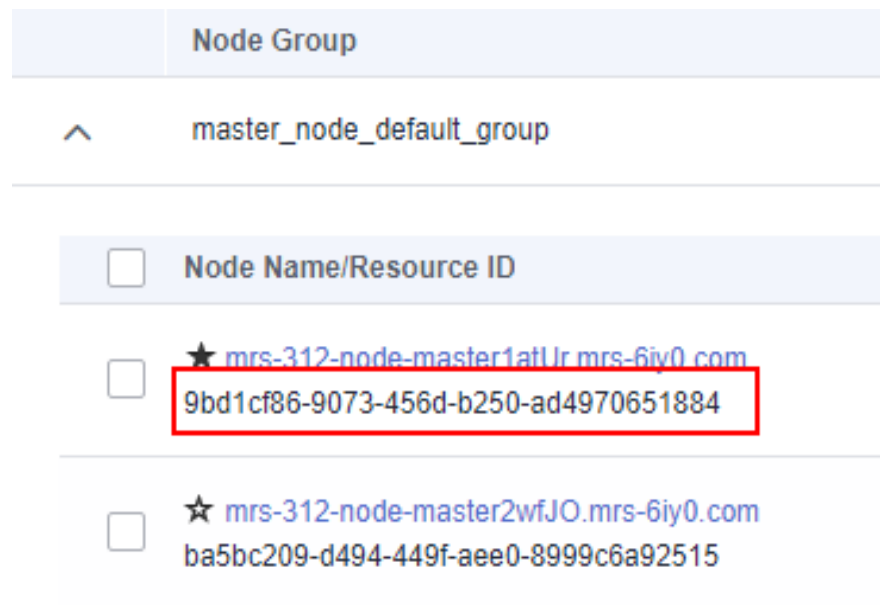 Node Group
master_node_default_group
Node Name/Resource ID
mrs-312-node-master1atUr.mrs-6iy0.com
9bd1cf86-9073-456d-b250-ad4970651884
mrs-312-node-master2wfJO.mrs-6iy0.com
ba5bc209-d494-449f-aee0-8999c6a92515